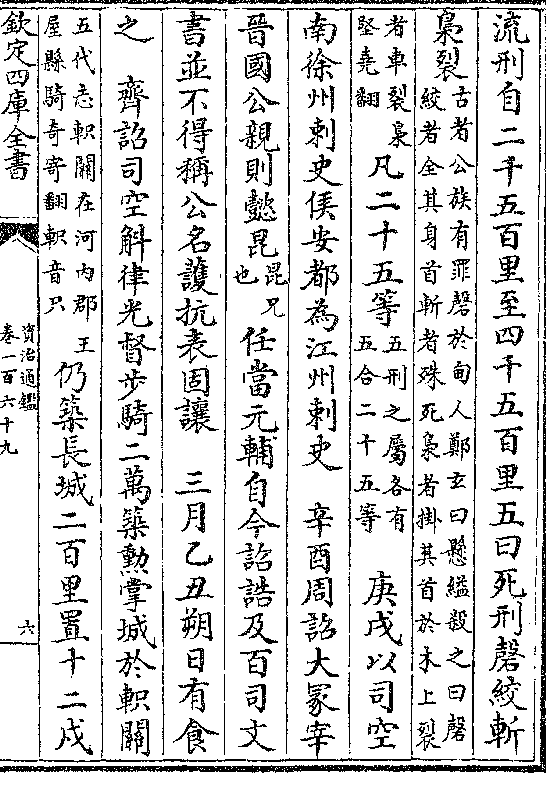 流刑自二千五百里至四千五百里五曰死刑磬絞斬
梟裂古者公族有罪磬於甸人鄭玄曰懸縊殺之曰磬
絞者全其身首斬者殊死梟者掛其首於木上裂
者車裂梟
堅堯翻凡二十五等五刑之屬各有
五合二十五等 庚戌以司空
南徐州刺史侯安都為江州刺史 辛酉周詔大冢宰
晉國公親則懿昆昆兄
也任當元輔自今詔誥及百司文
書並不得稱公名護抗表固讓 三月乙丑朔日有食
之 齊詔司空斛律光督步騎二萬築勲掌城於軹關
五代志軹關在河内郡王
屋縣騎奇寄翻軹音只仍築長城二百里置十二戍
欽定四庫全書
資治通鑑
卷一百六十九
六